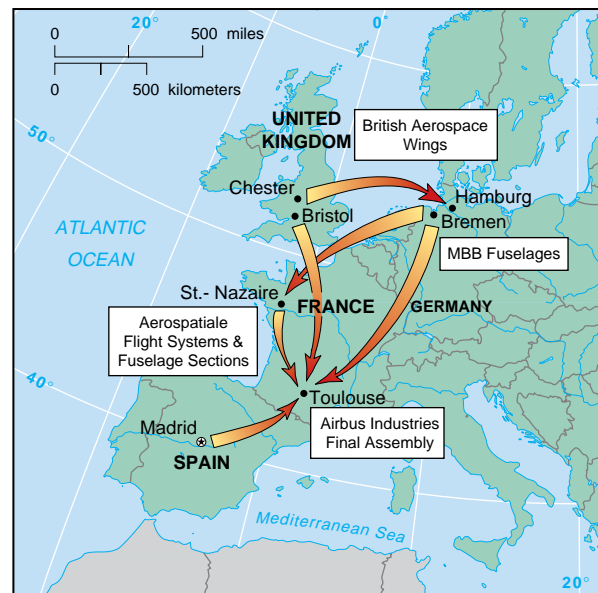 20°
0°
0
500 miles
0
500 kilometers
50°
UNITED
KINGDOM
British Aerospace
Wings
Chester
Hamburg
Bristol
Bremen
ATLANTIC
OCEAN
MBB Fuselages
St.- Nazaire
FRANCE
GERMANY
Aerospatiale
Flight Systems &
Fuselage Sections
40°
Toulouse
Madrid
Airbus Industries
Final Assembly
SPAIN
Mediterranean Sea
20°